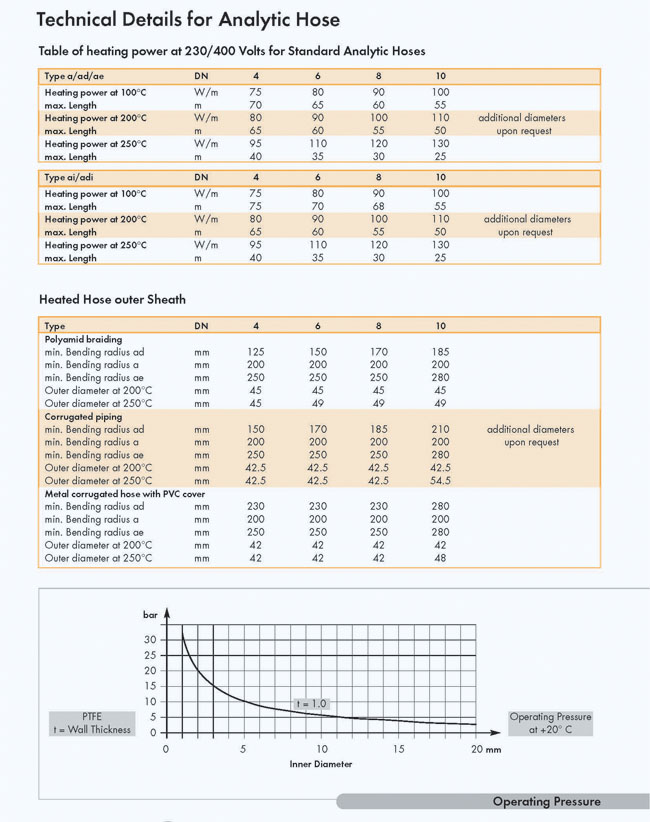 Technical Details for Analytic Hose
Table of heating power at 230/400 Volts for Standard Analytic Hoses
Type a/ad/ae DN 4 6 8 10
Heating power at 100°C W/m 75 80 90 100
max. Length m 70 65 60 55
Heating power at 200°C W/m 80 90 100 110 additional diameters
max. Length m 65 60 55 50 upon request
Heating power at 250°C W/m 95 110 120 130
max. Length m 40 35 30 25
Type ai/adi DN 4 6 8 10
Heating power at 100°C W/m 75 80 90 100
max. Length m 75 70 68 55
Heating power at 200°C W/m 80 90 100 110 additional diameters
max. Length m 65 60 55 50 upon request
Heating power at 250°C W/m 95 110 120 130
max. Length m 40 35 30 25
Heated Hose outer Sheath
Type DN 4 6 8 10
Polyamid braiding
min. Bending radius ad mm 125 150 170 185
min. Bending radius a mm 200 200 200 200
min. Bending radius ae mm 250 250 250 280
Outer diameter at 200°C mm 45 45 45 45
Outer diameter at 250°C mm 45 49 49 49
Corrugated piping
min. Bending radius ad mm 150 170 185 210 additional diameters
min. Bending radius a mm 200 200 200 200 upon request
min. Bending radius ae mm 250 250 250 280
Outer diameter at 200°C mm 42.5 42.5 42.5 42.5
Outer diameter at 250°C mm 42.5 42.5 42.5 54.5
Metal corrugated hose with PVC cover
min. Bending radius ad mm 230 230 230 280
min. Bending radius a mm 200 200 200 200
min. Bending radius ae mm 250 250 250 280
Outer diameter at 200°C mm 42 42 42 42
Outer diameter at 250°C mm 42 42 42 48
bar
30
25
20
15
10 t = 1.0
PTFE 5 Operating Pressure
t = Wall Thickness 0 at +20° C
0 5 10 15 20 mm
Inner Diameter
Operating Pressure